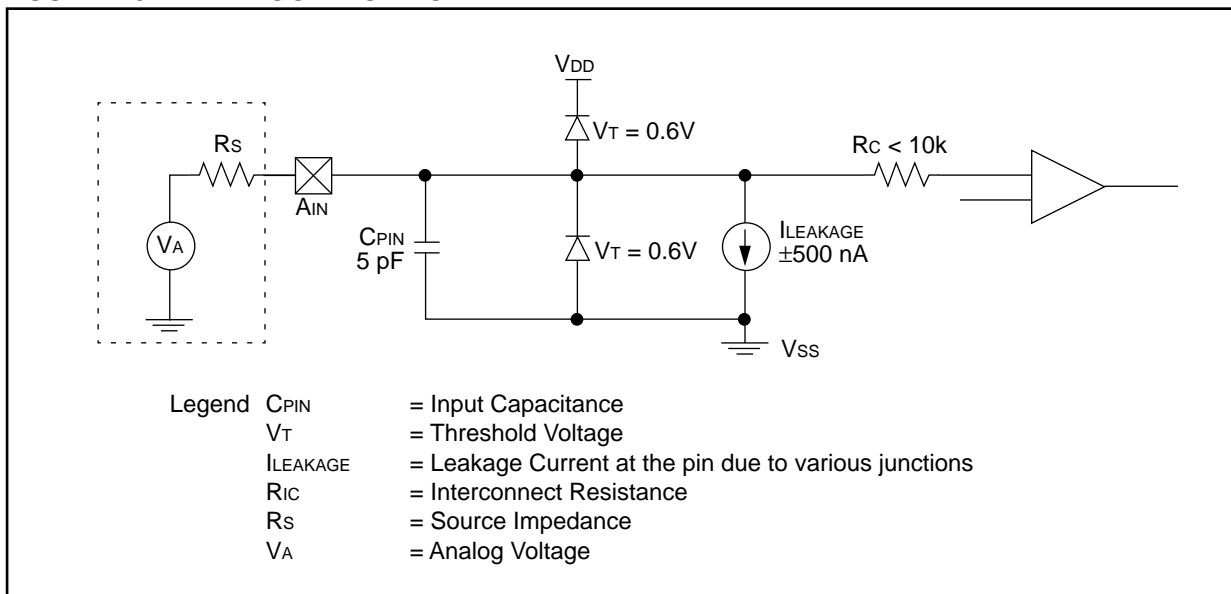 VDD
VT = 0.6V
RS
RC < 10k
AIN
VA
CPIN
5 pF
VT = 0.6V
ILEAKAGE
±500 nA
VSS
Legend CPIN = Input Capacitance
VT = Threshold Voltage
ILEAKAGE = Leakage Current at the pin due to various junctions
RIC = Interconnect Resistance
RS = Source Impedance
VA = Analog Voltage